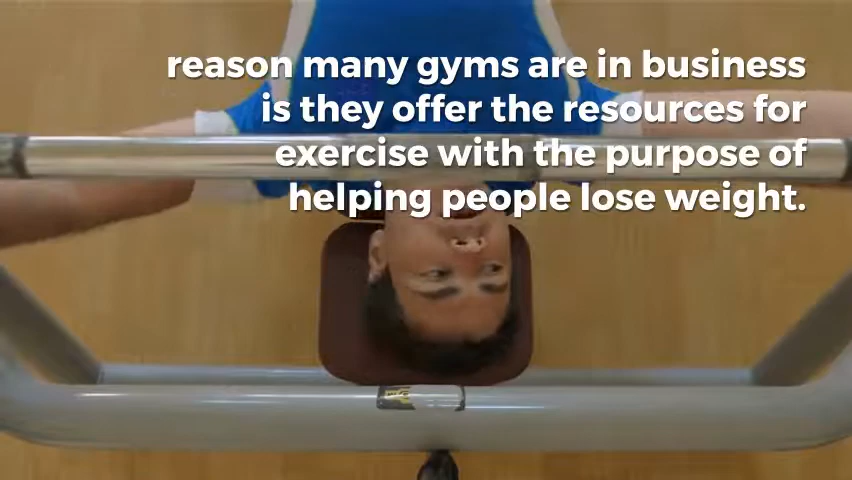 reason many gyms are in business
is they offer the resources for
exercise with the purpose of
helping people lose weight.